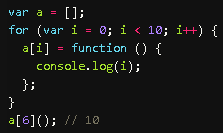 var a = [];
for (var i = 0; i < 10; i++) {
  a[i] = function () {
    console.log(i);
  };
}
a[6](); // 10